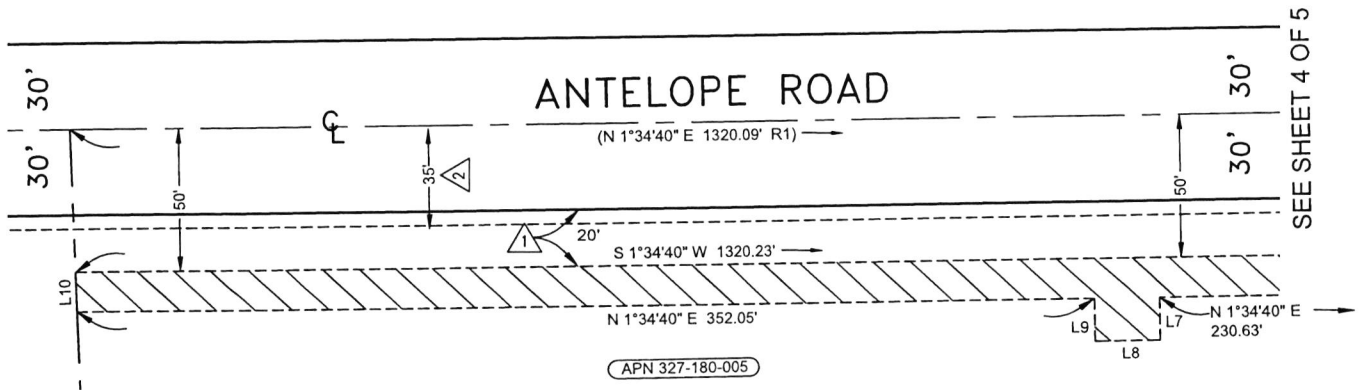 SEE SHEET 4 OF 5
30'
30'
ANTELOPE ROAD
℄
(N 1°34'40" E 1320.09' R1)
30'
30'
50'
35'
2
50'
1
20'
S 1°34'40" W 1320.23'
L10
N 1°34'40" E 352.05'
L9
L8
L7
N 1°34'40" E
230.63'
APN 327-180-005